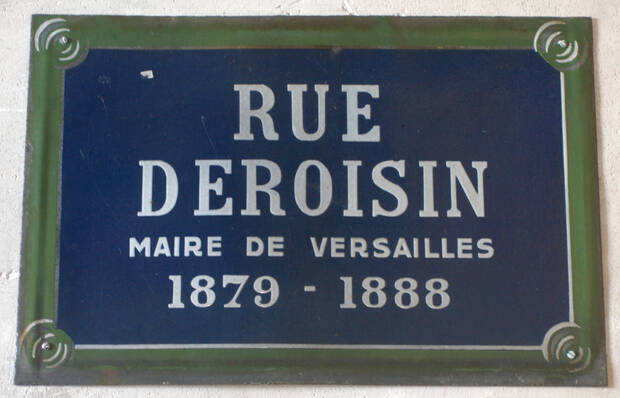 RUE
DEROISIN
MAIRE DE VERSAILLES
1879 - 1888